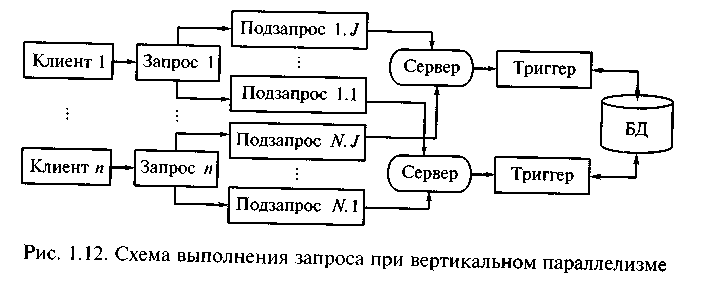 Подзапрос 1.J
Клиент 1
Запрос 1
...
Сервер
Триггер
Подзапрос 1.1
...
...
БД
Подзапрос N.J
Клиент n
Запрос n
...
Сервер
Триггер
Подзапрос N.1
Рис. 1.12. Схема выполнения запроса при вертикальном параллелизме